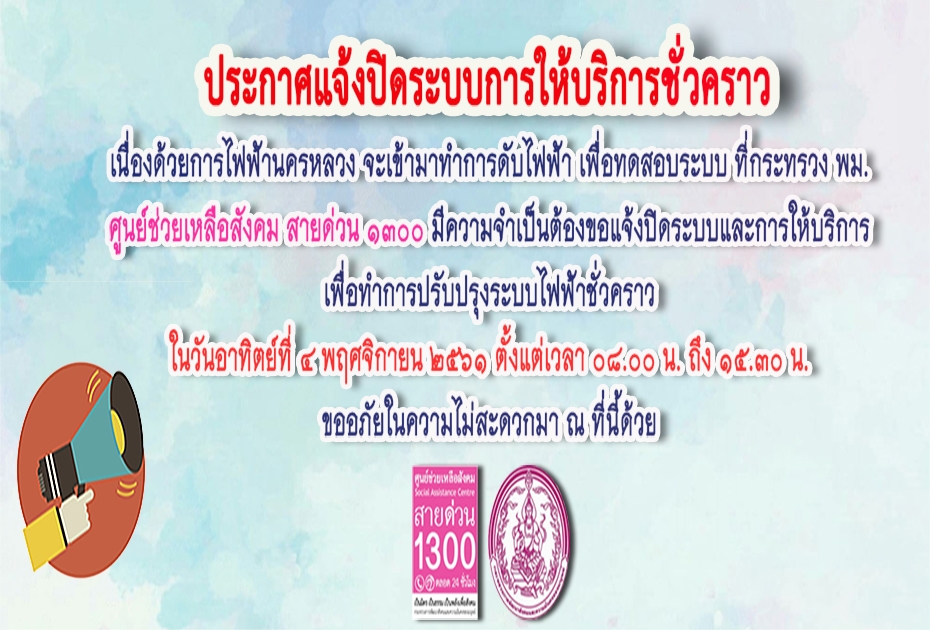 ประกาศแจ้งปิดระบบการให้บริการชั่วคราว
เนื่องด้วยการไฟฟ้านครหลวง จะเข้ามาทำการดับไฟฟ้า เพื่อทดสอบระบบ ที่กระทรวง พม.
ศูนย์ช่วยเหลือสังคม สายด่วน ๑๓๐๐ มีความจำเป็นต้องขอแจ้งปิดระบบและการให้บริการ
เพื่อทำการปรับปรุงระบบไฟฟ้าชั่วคราว
ในวันอาทิตย์ที่ ๔ พฤศจิกายน ๒๕๖๑ ตั้งแต่เวลา ๐๘.๐๐ น. ถึง ๑๕.๓๐ น.
ขออภัยในความไม่สะดวกมา ณ ที่นี้ด้วย
ศูนย์ช่วยเหลือสังคม
Social Assistance Centre
สายด่วน
1300
ตลอด 24 ชั่วโมง